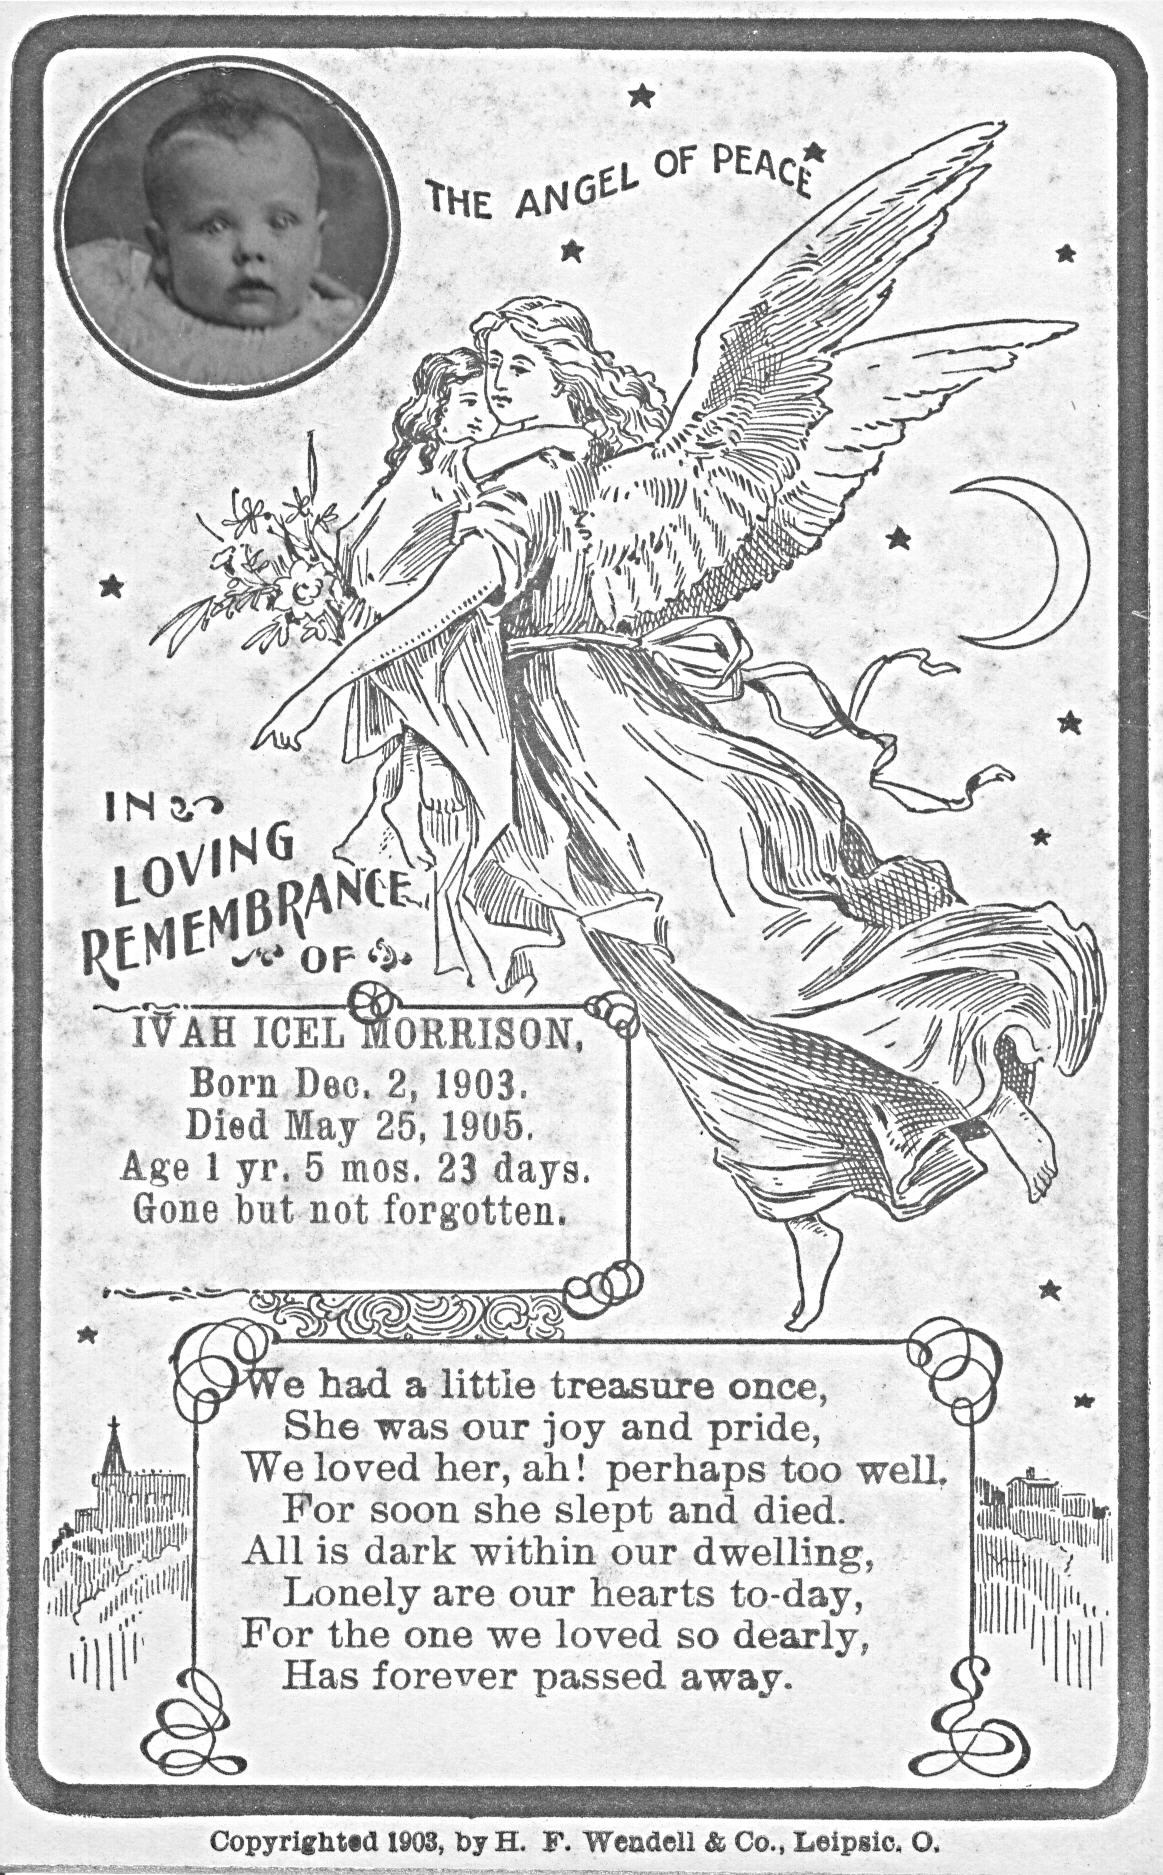 THE ANGEL OF PEACE
IN
LOVING
REMEMBRANCE
OF
IVAH ICEL MORRISON,
Born Dec. 2, 1903.
Died May 25, 1905.
Age 1 yr. 5 mos. 23 days.
Gone but not forgotten.
We had a little treasure once,
She was our joy and pride,
We loved her, ah! perhaps too well.
For soon she slept and died.
All is dark within our dwelling,
Lonely are our hearts to-day,
For the one we loved so dearly,
Has forever passed away.
Copyrighted 1903, by H. F. Wendell & Co., Leipsic, O.